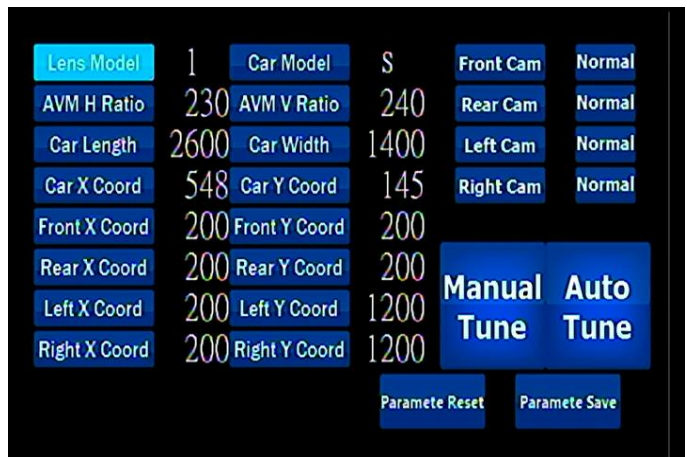 Lens Model 1 Car Model S Front Cam Normal
AVM H Ratio 230 AVM V Ratio 240 Rear Cam Normal
Car Length 2600 Car Width 1400 Left Cam Normal
Car X Coord 548 Car Y Coord 145 Right Cam Normal
Front X Coord 200 Front Y Coord 200
Rear X Coord 200 Rear Y Coord 200
Left X Coord 200 Left Y Coord 1200
Right X Coord 200 Right Y Coord 1200
Manual Tune
Auto Tune
Paramete Reset Paramete Save